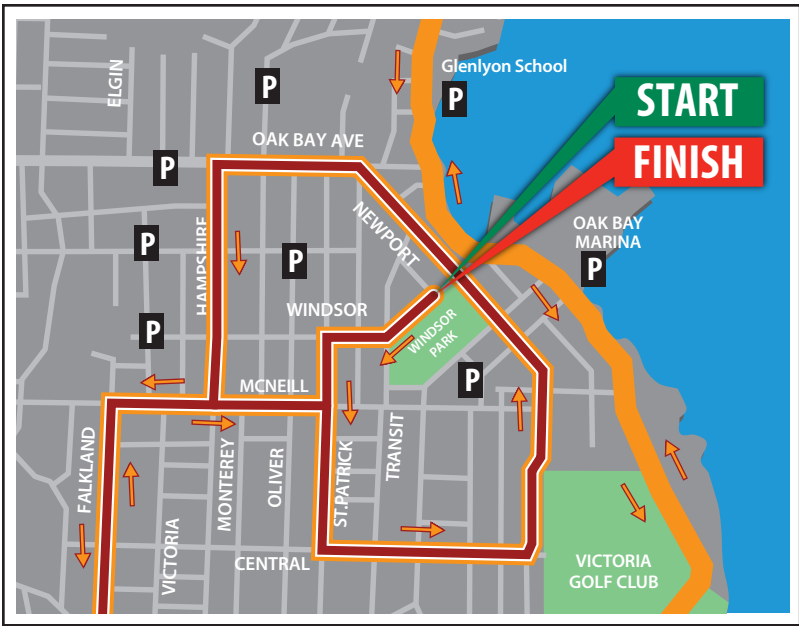 ELGIN
P
Glenlyon School
P
START
OAK BAY AVE
P
FINISH
NEWPORT
OAK BAY
MARINA
P
HAMPSHIRE
P
P
WINDSOR
P
WINDSOR
PARK
P
MCNEILL
FALKLAND
VICTORIA
MONTEREY
OLIVER
ST.PATRICK
TRANSIT
CENTRAL
VICTORIA
GOLF CLUB